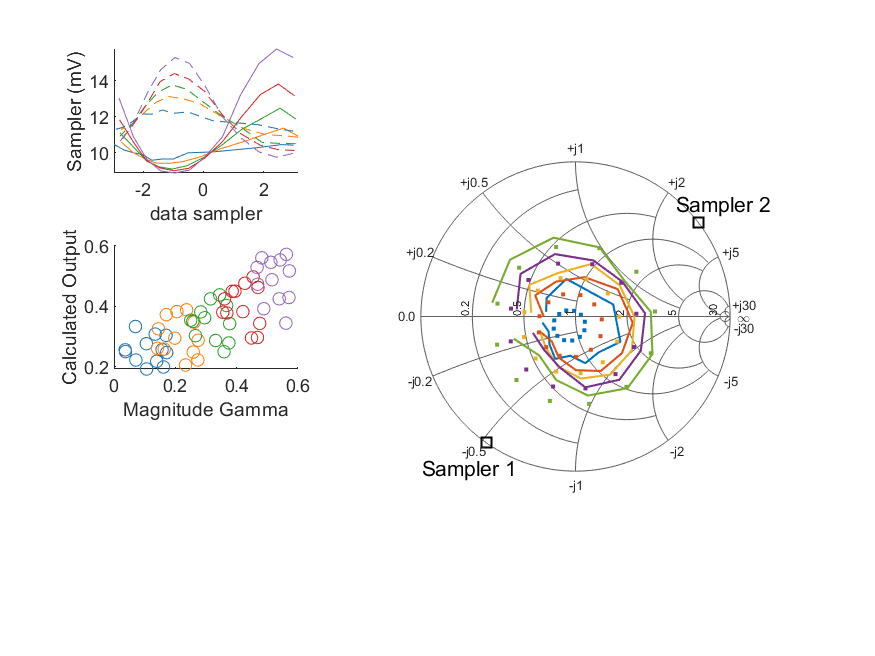 Sampler (mV)
14
12
10
-2
0
2
data sampler
Calculated Output
0.6
0.4
0.2
0
0.2
0.4
0.6
Magnitude Gamma
+j1
+j0.5
+j2
Sampler 2
+j0.2
+j5
0.0
0.2
0.5
1
2
5
30
+j30
∞
-j30
-j0.2
-j5
-j0.5
-j2
Sampler 1
-j1